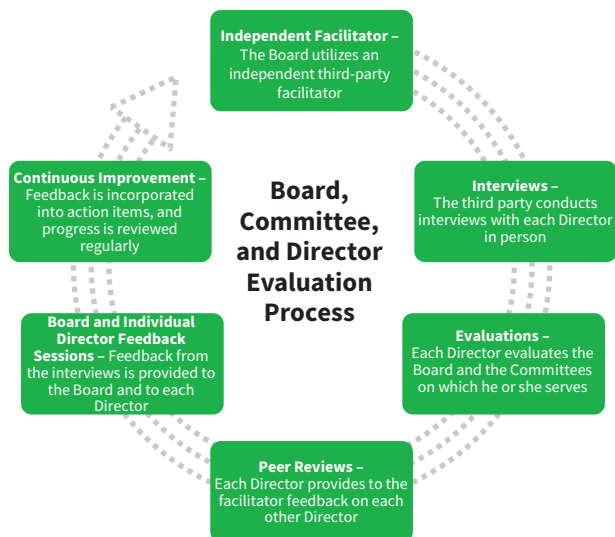 Independent Facilitator –
The Board utilizes an
independent third-party
facilitator
Interviews –
The third party conducts
interviews with each Director
in person
Evaluations –
Each Director evaluates the
Board and the Committees
on which he or she serves
Peer Reviews –
Each Director provides to the
facilitator feedback on each
other Director
Board and Individual
Director Feedback
Sessions – Feedback from
the interviews is provided to
the Board and to each
Director
Continuous Improvement –
Feedback is incorporated
into action items, and
progress is reviewed
regularly
Board,
Committee,
and Director
Evaluation
Process